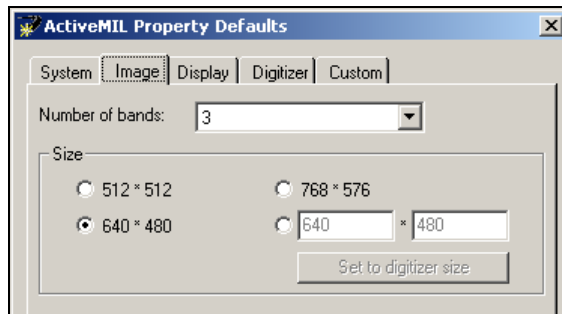 ActiveMIL Property Defaults
System Image Display Digitizer Custom
Number of bands: 3
Size
512 * 512 768 * 576
640 * 480 640 * 480
Set to digitizer size